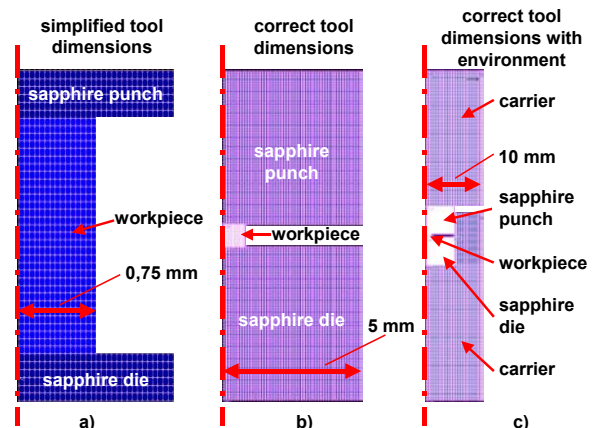 simplified tool
dimensions
sapphire punch
workpiece
0,75 mm
sapphire die
a)
correct tool
dimensions
sapphire
punch
workpiece
sapphire die
5 mm
b)
correct tool
dimensions with
environment
carrier
10 mm
sapphire
punch
workpiece
sapphire
die
carrier
c)